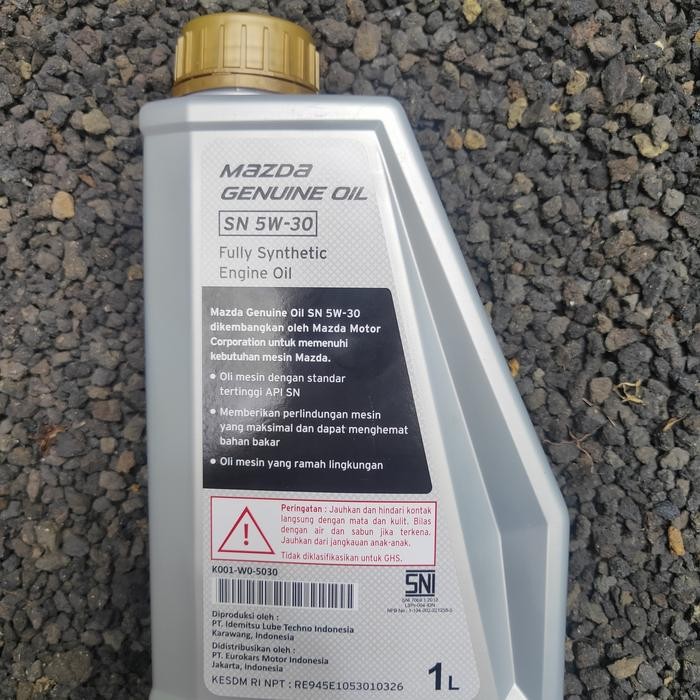 mazda
GENUINE OIL
SN 5W-30
Fully Synthetic
Engine Oil
Mazda Genuine Oil SN 5W-30
dikembangkan oleh Mazda Motor
Corporation untuk memenuhi
kebutuhan mesin Mazda.
• Oli mesin dengan standar
tertinggi API SN
• Memberikan perlindungan mesin
yang maksimal dan dapat menghemat
bahan bakar
• Oli mesin yang ramah lingkungan
Peringatan : Jauhkan dan hindari kontak
langsung dengan mata dan kulit. Bilas
dengan air dan sabun jika terkena.
Jauhkan dari jangkauan anak-anak.
Tidak diklasifikasikan untuk GHS.
K001-W0-5030
SNI
Diproduksi oleh :
PT. Idemitsu Lube Techno Indonesia
Karawang, Indonesia
Didistribusikan oleh :
PT. Eurokars Motor Indonesia
Jakarta, Indonesia
KESDM RI NPT : RE945E1053010326
1L